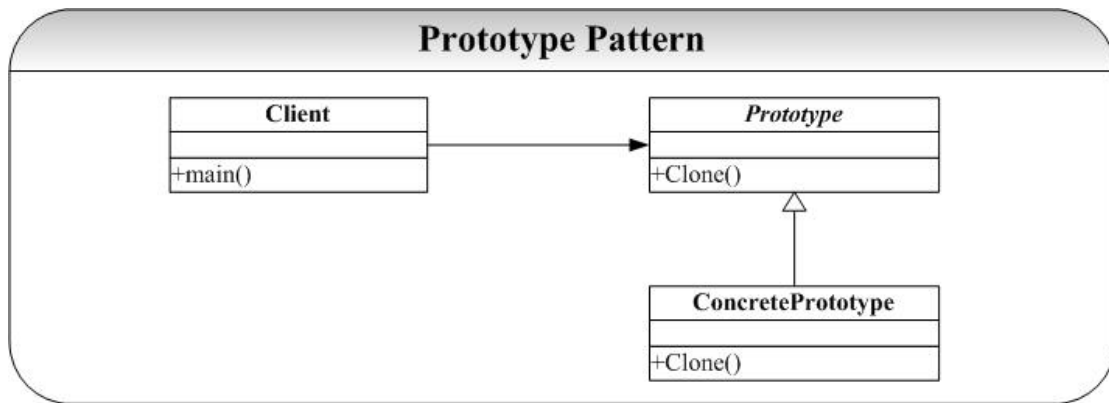 Prototype Pattern
Client
+main()
Prototype
+Clone()
ConcretePrototype
+Clone()